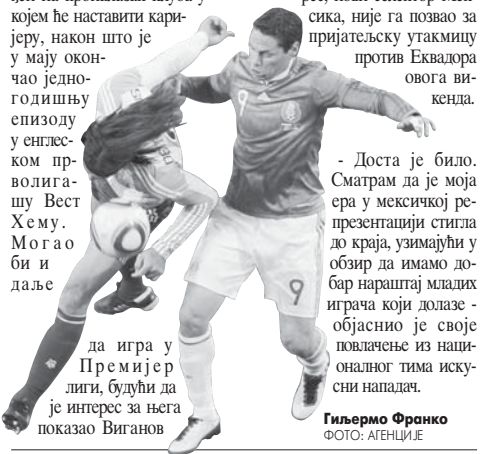 којем ће наставити кари-
јеру, након што је
у мају окон-
чао једно-
годишњу
епизоду
у енглес-
ком пр-
волига-
шу Вест
Хему.
Могао
би и
даље
да игра у
Премијер
лиги, будући да
је интерес за њега
показао Виганов
сика, није га позвао за
пријатељску утакмицу
против Еквадора
овога ви-
кенда.
- Доста је било.
Сматрам да је моја
ера у мексичкој ре-
презентацији стигла
до краја, узимајући у
обзир да имамо до-
бар нараштај младих
играча који долазе -
објаснио је своје
повлачење из наци-
оналног тима иску-
сни нападач.
Гиљермо Франко
ФОТО: АГЕНЦИЈЕ
9
9